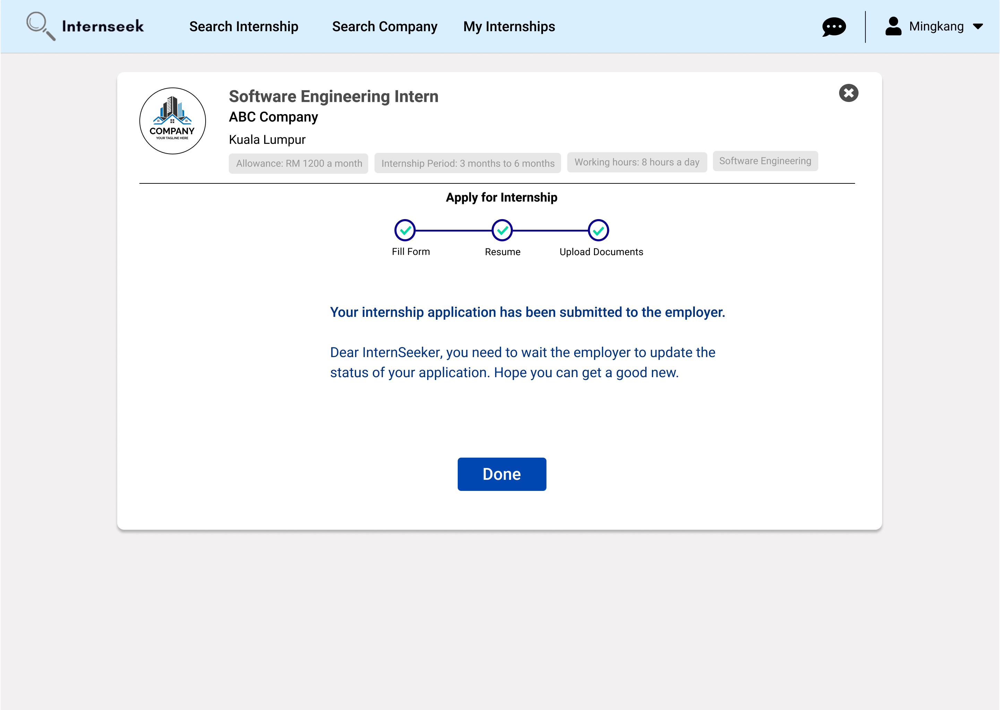 Internseek
Search Internship
Search Company
My Internships
Mingkang
COMPANY
YOUR TAGLINE HERE
Software Engineering Intern
ABC Company
Kuala Lumpur
Allowance: RM 1200 a month
Internship Period: 3 months to 6 months
Working hours: 8 hours a day
Software Engineering
Apply for Internship
Fill Form
Resume
Upload Documents
Your internship application has been submitted to the employer.
Dear InternSeeker, you need to wait the employer to update the
status of your application. Hope you can get a good new.
Done